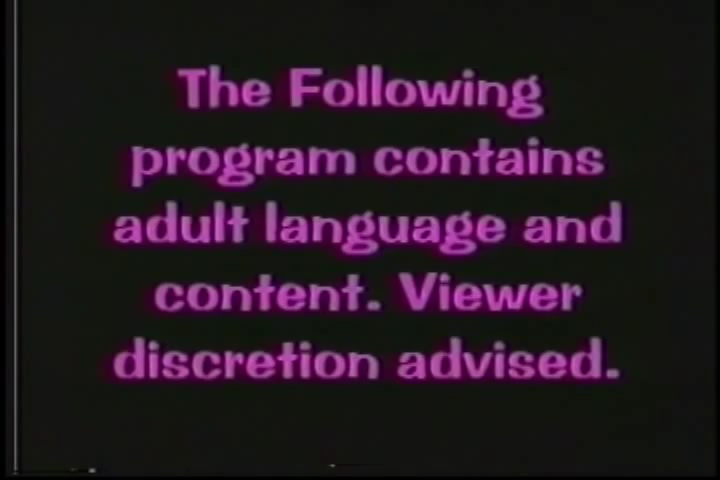 The Following
program contains
adult language and
content. Viewer
discretion advised.